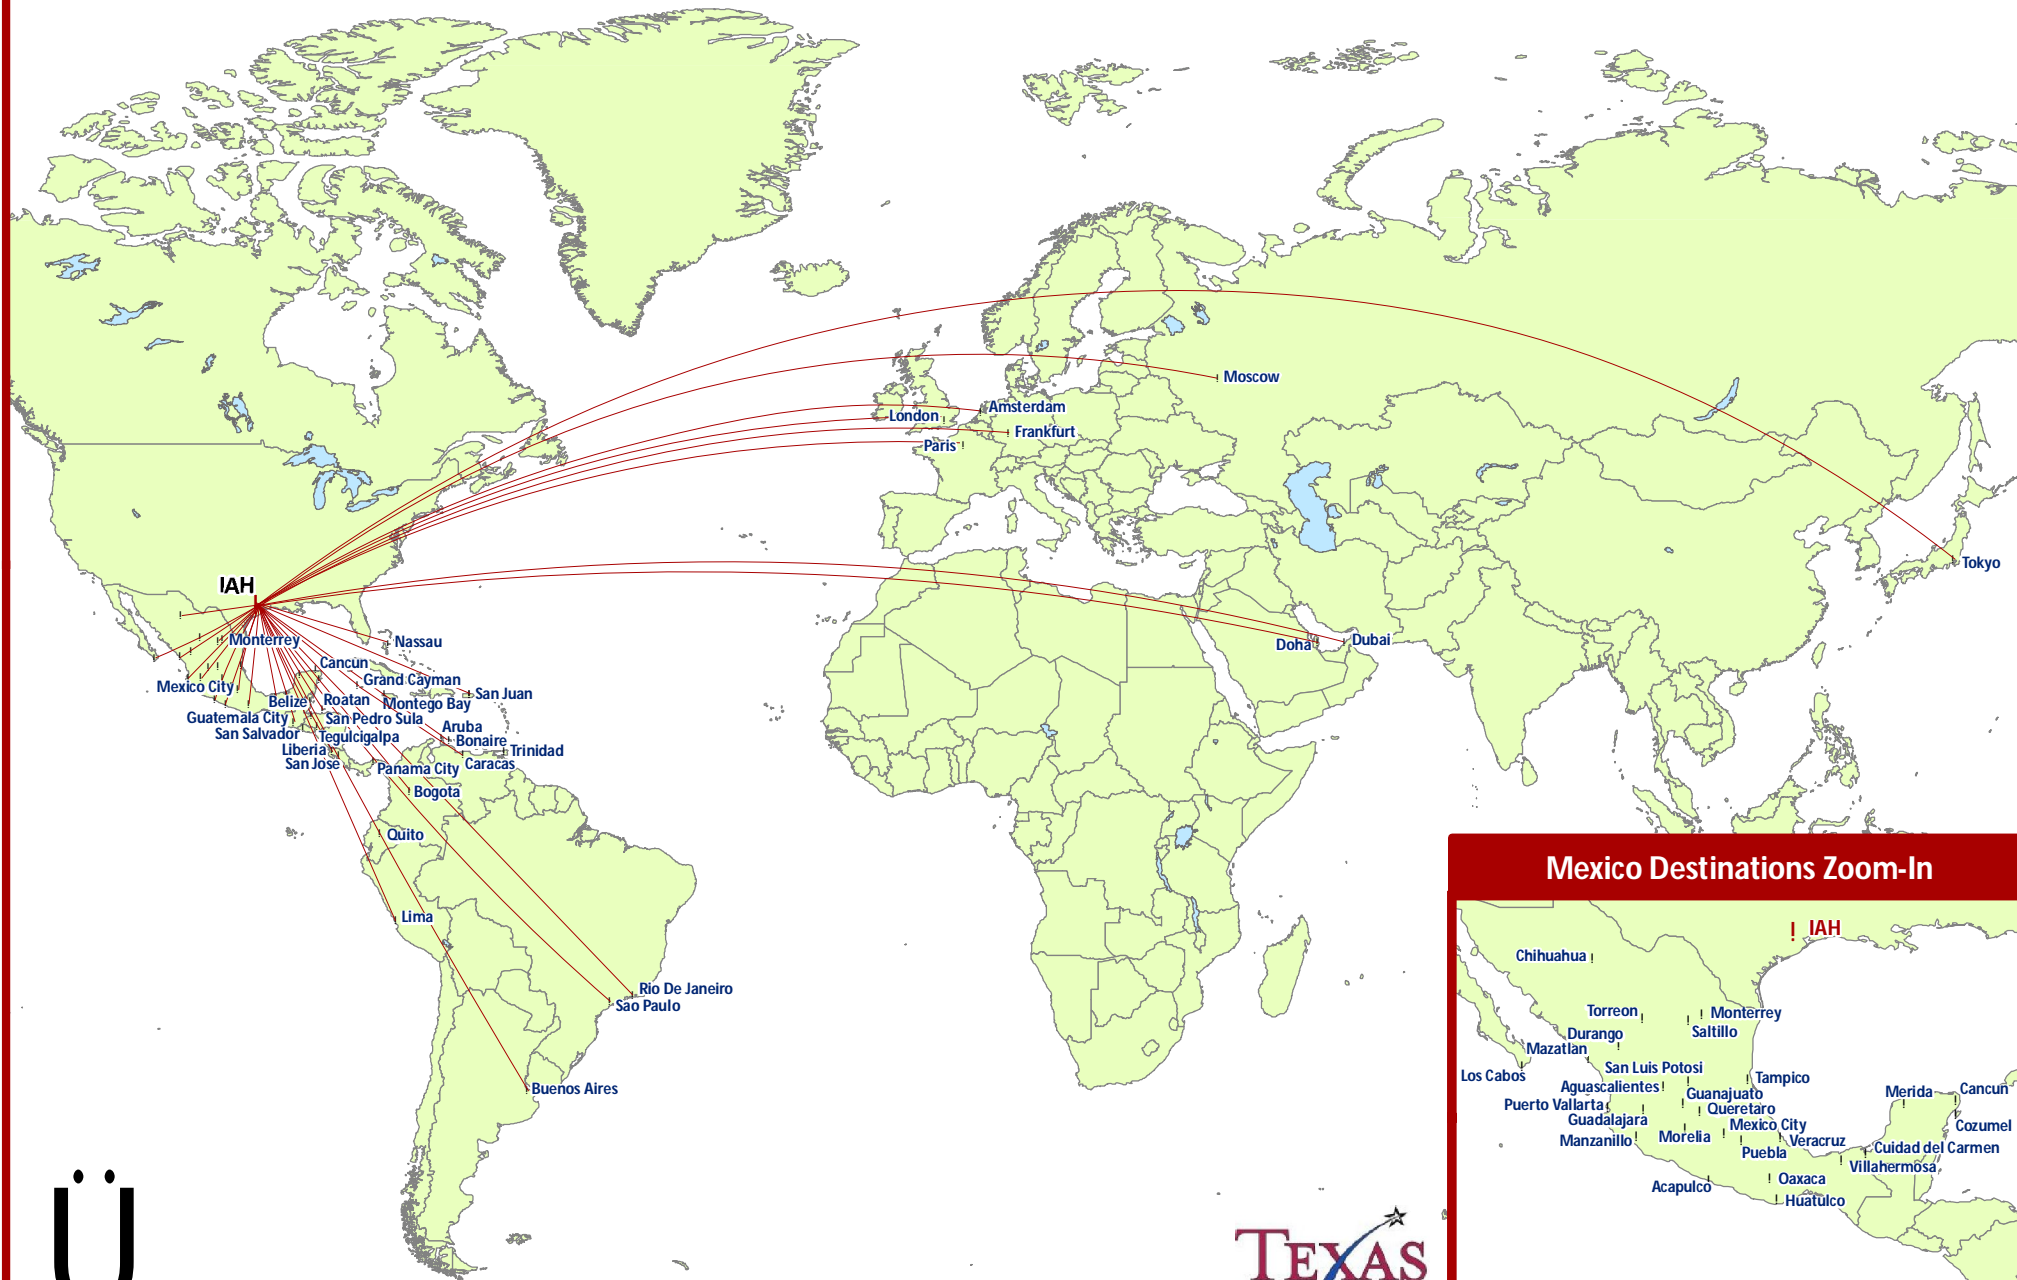 Moscow
Amsterdam
London
Frankfurt
Paris
Tokyo
IAH
Monterrey
Nassau
Doha
Dubai
Cancun
Grand Cayman
Mexico City
San Juan
Belize
Roatan
Montego Bay
Guatemala City
San Pedro Sula
San Salvador
Tegulcigalpa
Aruba
Bonaire
Liberia
Trinidad
San Jose
Panama City
Caracas
Bogota
Quito
Lima
Rio De Janeiro
Sao Paulo
Buenos Aires
Mexico Destinations Zoom-In
IAH
Chihuahua
Torreon
Monterrey
Durango
Saltillo
Mazatlan
Los Cabos
San Luis Potosi
Tampico
Aguascalientes
Guanajuato
Merida
Cancun
Puerto Vallarta
Queretaro
Guadalajara
Mexico City
Cozumel
Manzanillo
Morelia
Veracruz
Puebla
Cuidad del Carmen
Villahermosa
Acapulco
Oaxaca
Huatulco
Ü
TEXAS